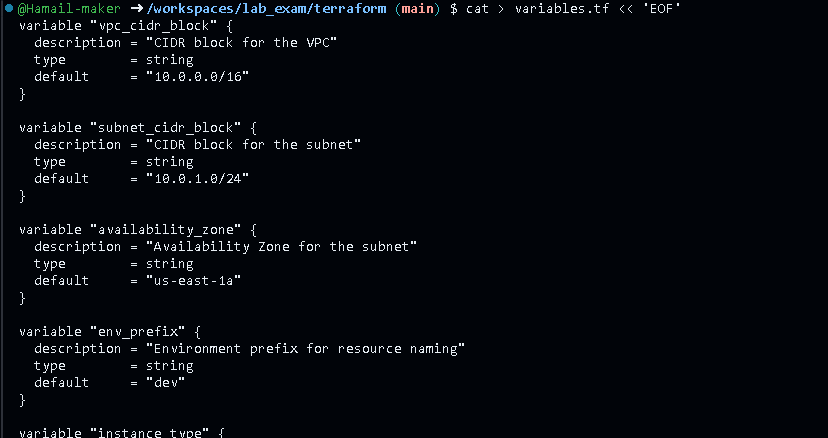 @Hamail-maker ➜/workspaces/lab_exam/terraform (main) $ cat > variables.tf << 'EOF'
variable "vpc_cidr_block" {
  description = "CIDR block for the VPC"
  type        = string
  default     = "10.0.0.0/16"
}

variable "subnet_cidr_block" {
  description = "CIDR block for the subnet"
  type        = string
  default     = "10.0.1.0/24"
}

variable "availability_zone" {
  description = "Availability Zone for the subnet"
  type        = string
  default     = "us-east-1a"
}

variable "env_prefix" {
  description = "Environment prefix for resource naming"
  type        = string
  default     = "dev"
}

variable "instance_type" {